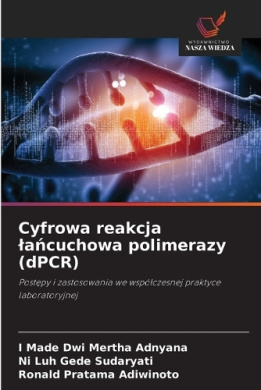 WYDAWNICTWO
NASZA WIEDZA
Cyfrowa reakcja
łańcuchowa polimerazy
(dPCR)
Postępy i zastosowania we współczesnej praktyce
laboratoryjnej
I Made Dwi Mertha Adnyana
Ni Luh Gede Sudaryati
Ronald Pratama Adiwinoto